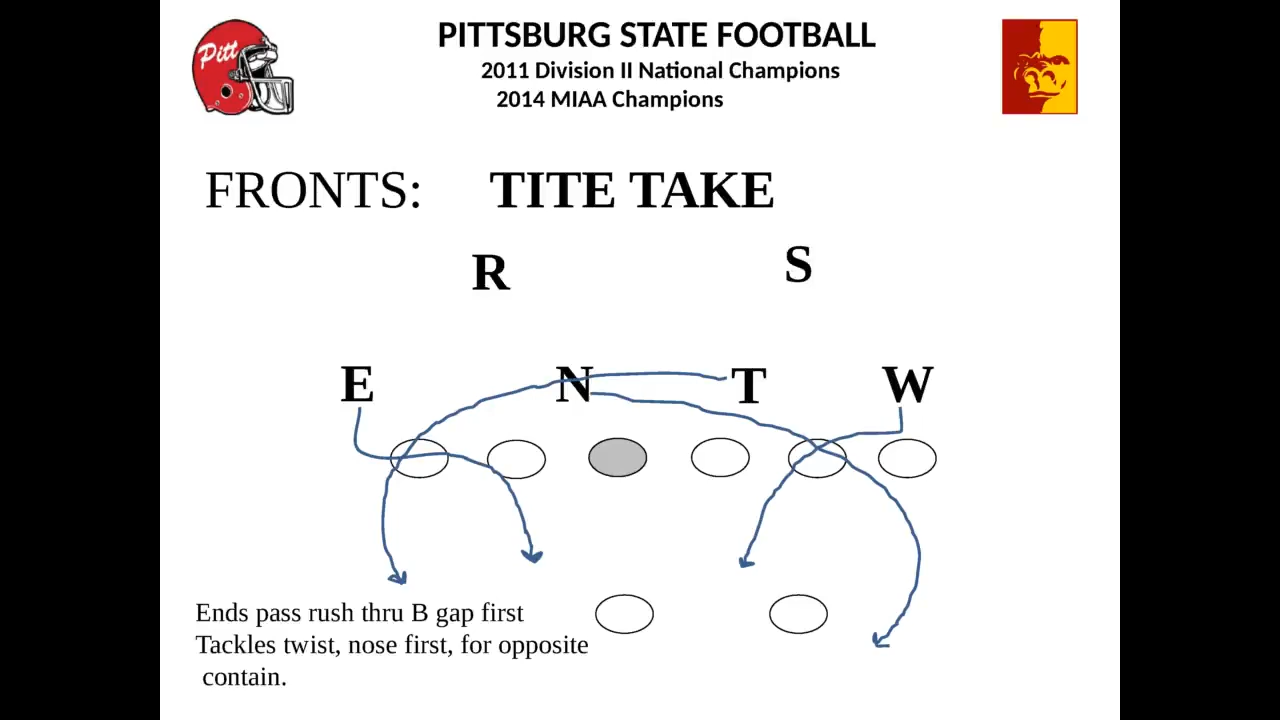 PITTSBURG STATE FOOTBALL
2011 Division II National Champions
2014 MIAA Champions
Pitt
FRONTS: TITE TAKE
R S
E N T W
Ends pass rush thru B gap first
Tackles twist, nose first, for opposite
contain.